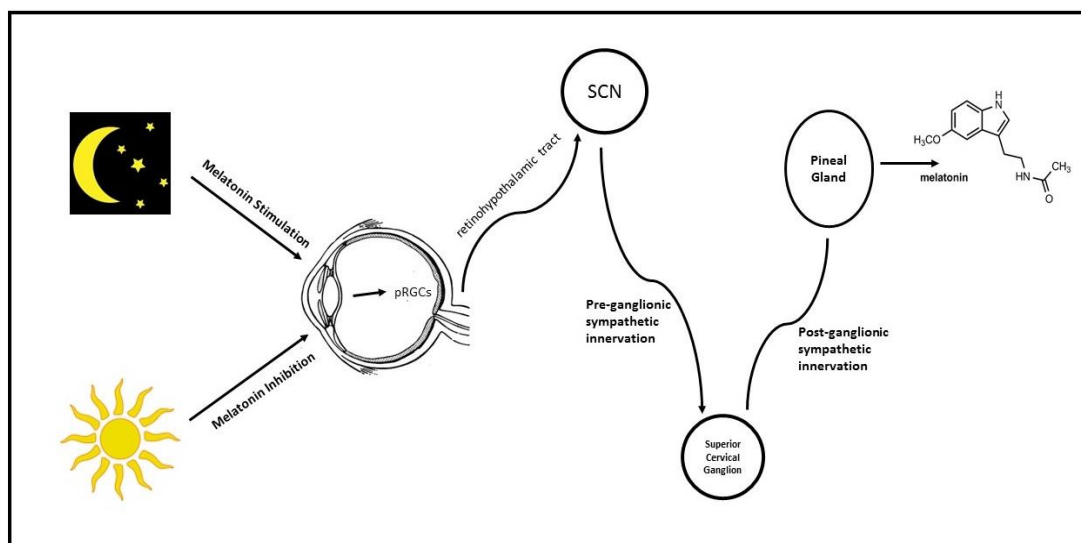 Melatonin Stimulation
Melatonin Inhibition
pRGCs
retinohypothalamic tract
SCN
Pre-ganglionic
sympathetic
innervation
Superior
Cervical
Ganglion
Post-ganglionic
sympathetic
innervation
Pineal
Gland
melatonin
H
N
H₃CO
HN
CH₃
O